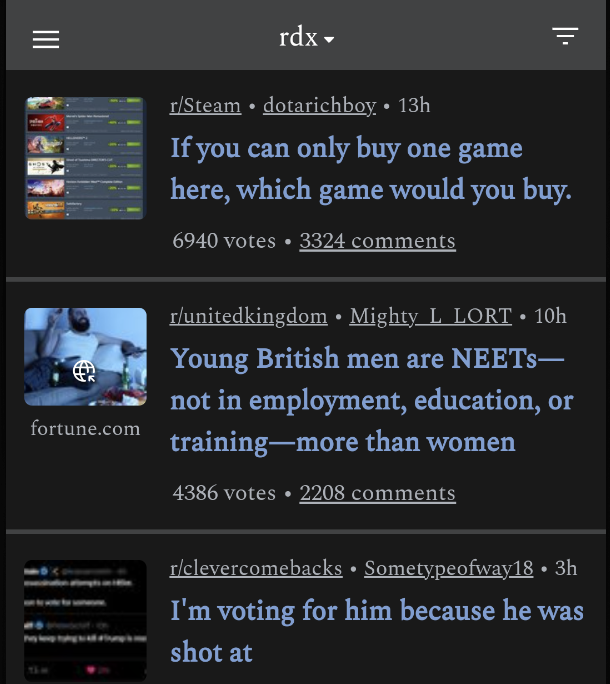 rdx
r/Steam • dotarichboy • 13h
If you can only buy one game
here, which game would you buy.
6940 votes • 3324 comments
r/unitedkingdom • Mighty_L_LORT • 10h
Young British men are NEETs—
not in employment, education, or
training—more than women
fortune.com
4386 votes • 2208 comments
r/clevercomebacks • Sometypeofway18 • 3h
I'm voting for him because he was
shot at